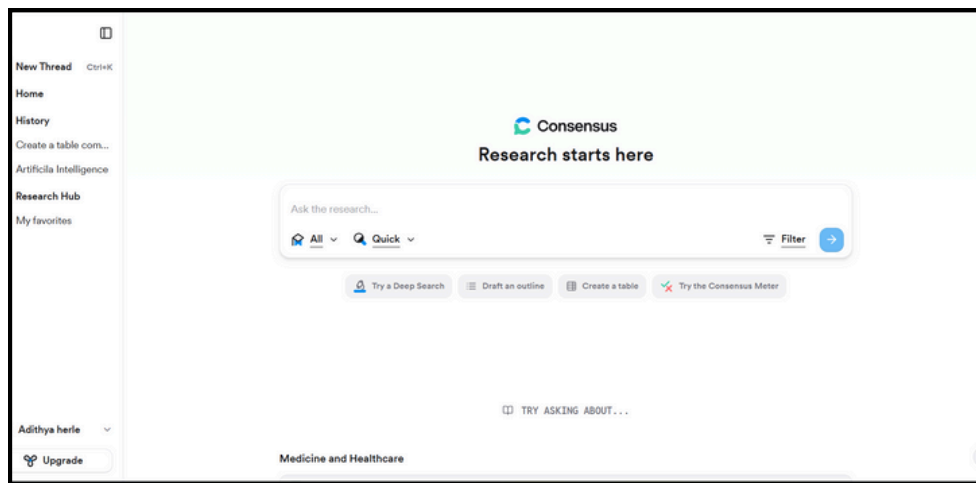 New Thread Ctrl+K
Home
History
Create a table com...
Artificila Intelligence
Research Hub
My favorites
Adithya herle
Upgrade
Consensus
Research starts here
Ask the research...
All Quick Filter
Try a Deep Search Draft an outline Create a table Try the Consensus Meter
TRY ASKING ABOUT...
Medicine and Healthcare